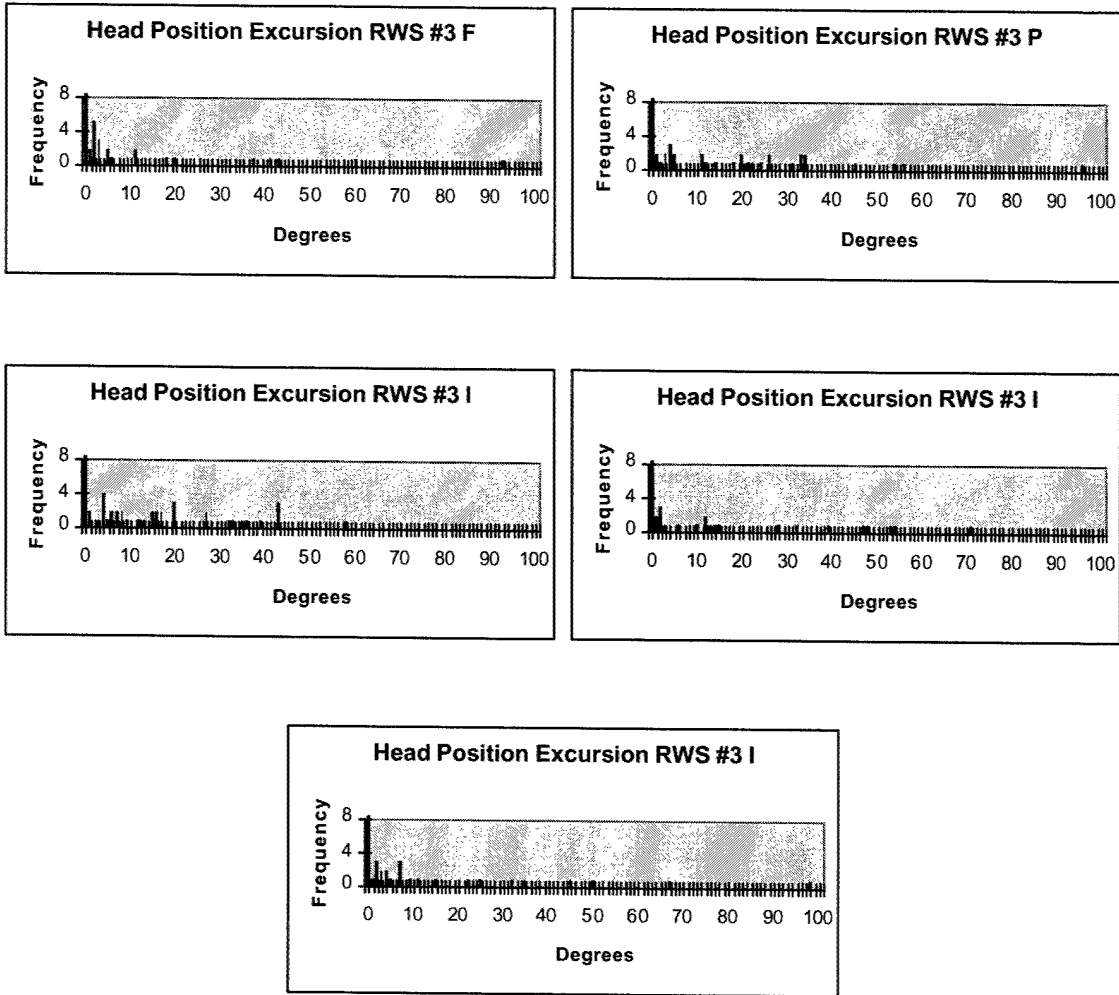 Head Position Excursion RWS #3 F
Frequency
8
4
0
0 10 20 30 40 50 60 70 80 90 100
Degrees
Head Position Excursion RWS #3 P
Frequency
8
4
0
0 10 20 30 40 50 60 70 80 90 100
Degrees
Head Position Excursion RWS #3 I
Frequency
8
4
0
0 10 20 30 40 50 60 70 80 90 100
Degrees
Head Position Excursion RWS #3 I
Frequency
8
4
0
0 10 20 30 40 50 60 70 80 90 100
Degrees
Head Position Excursion RWS #3 I
Frequency
8
4
0
0 10 20 30 40 50 60 70 80 90 100
Degrees